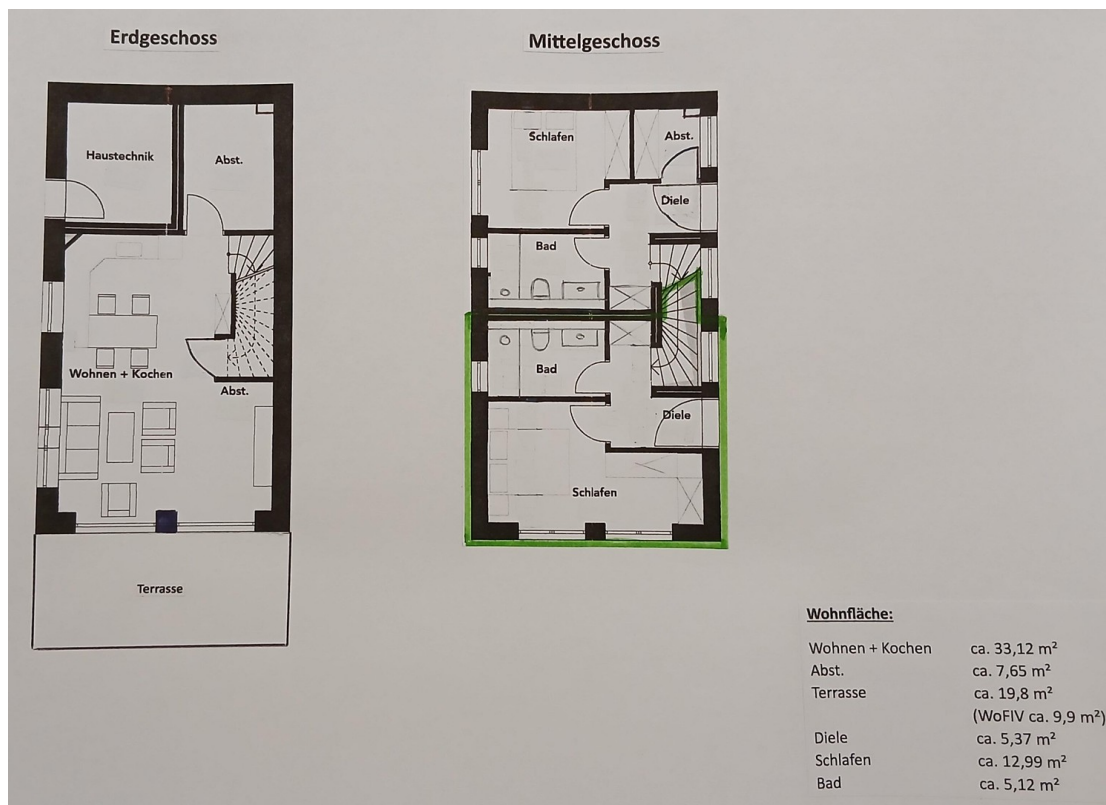 Erdgeschoss
Mittelgeschoss
Haustechnik
Abst.
Wohnen + Kochen
Abst.
Terrasse
Schlafen
Abst.
Diele
Bad
Bad
Diele
Schlafen
Wohnfläche:
Wohnen + Kochen ca. 33,12 m²
Abst. ca. 7,65 m²
Terrasse ca. 19,8 m²
(WoFIV ca. 9,9 m²)
Diele ca. 5,37 m²
Schlafen ca. 12,99 m²
Bad ca. 5,12 m²